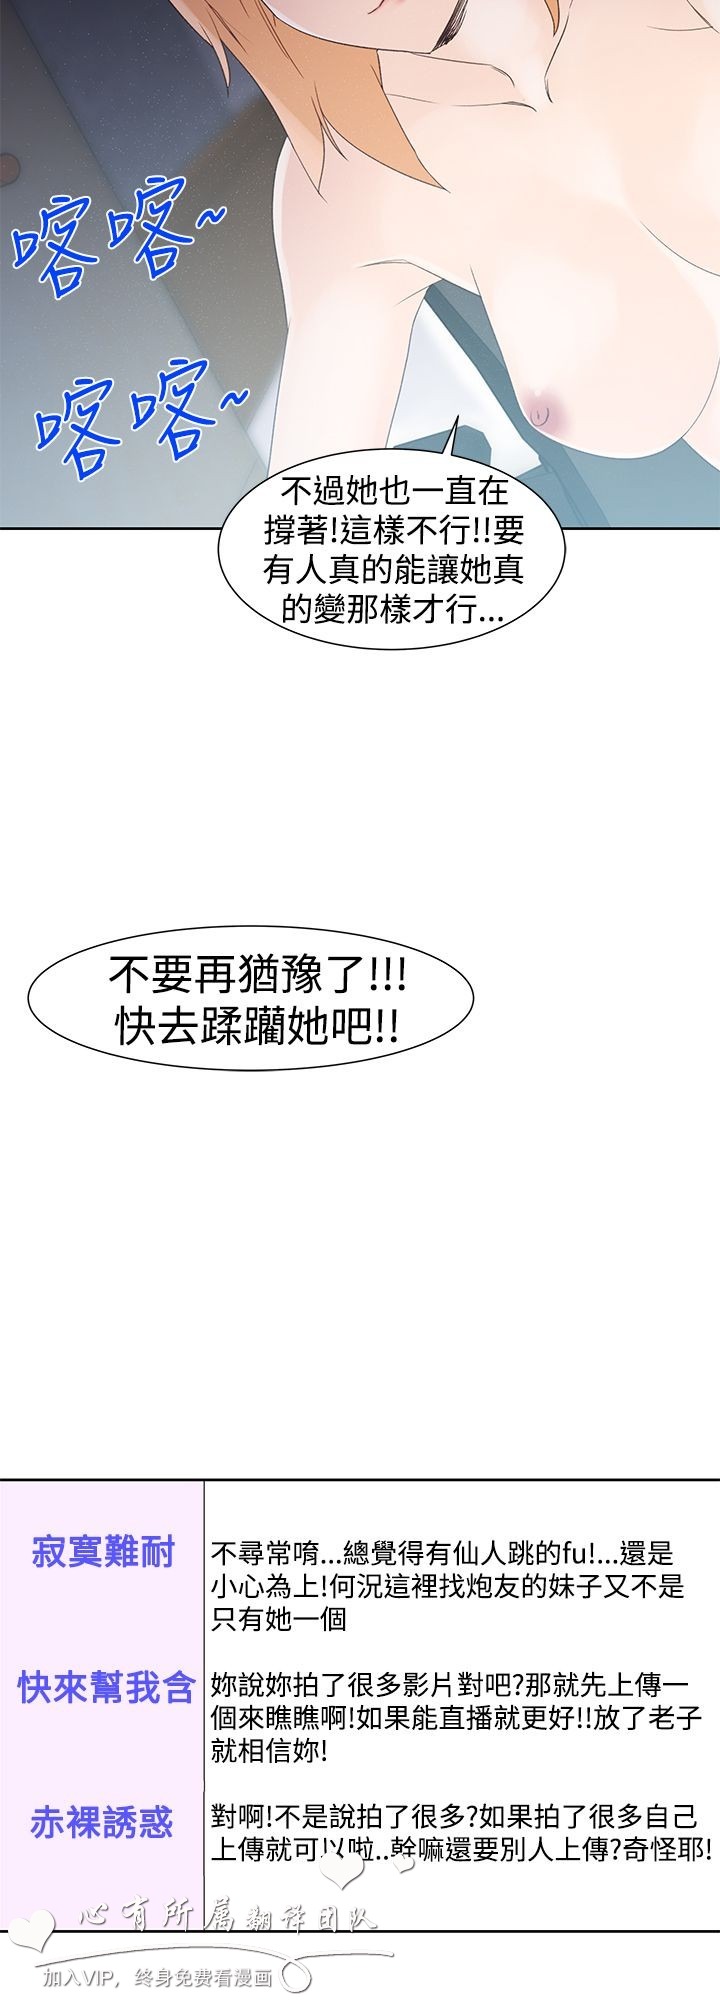 喀喀~
喀喀~
不過她也一直在
撐著!這樣不行!!要
有人真的能讓她真
的變那樣才行...
不要再猶豫了!!!
快去蹂躪她吧!!
寂寞難耐
不尋常唷...總覺得有仙人跳的fu!...還是
小心為上!何況這裡找炮友的妹子又不是
只有她一個
快來幫我含
妳說妳拍了很多影片對吧?那就先上傳一
個來瞧瞧啊!如果能直播就更好!!放了老子
就相信妳!
赤裸誘惑
對啊!不是說拍了很多?如果拍了很多自己
上傳就可以啦..幹嘛還要別人上傳?奇怪耶!
心有所属翻译团队
加入VIP，终身免费看漫画